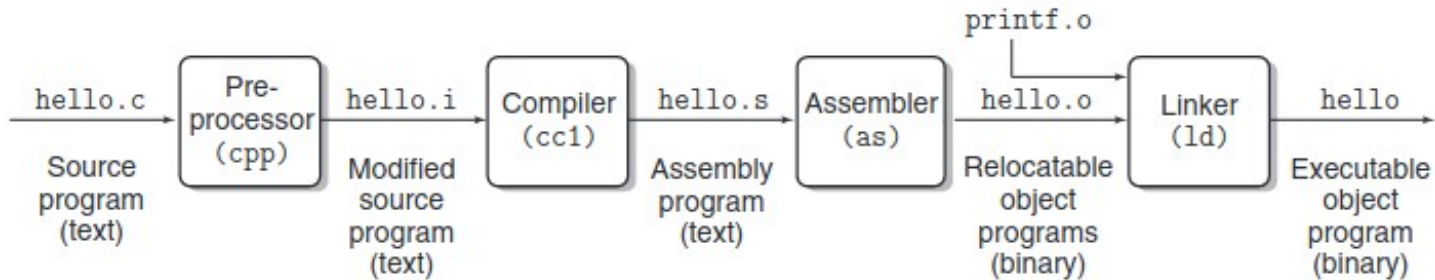 printf.o
hello.c
Pre-
processor
(cpp)
hello.i
Compiler
(cc1)
hello.s
Assembler
(as)
hello.o
Linker
(ld)
hello
Source
program
(text)
Modified
source
program
(text)
Assembly
program
(text)
Relocatable
object
programs
(binary)
Executable
object
program
(binary)